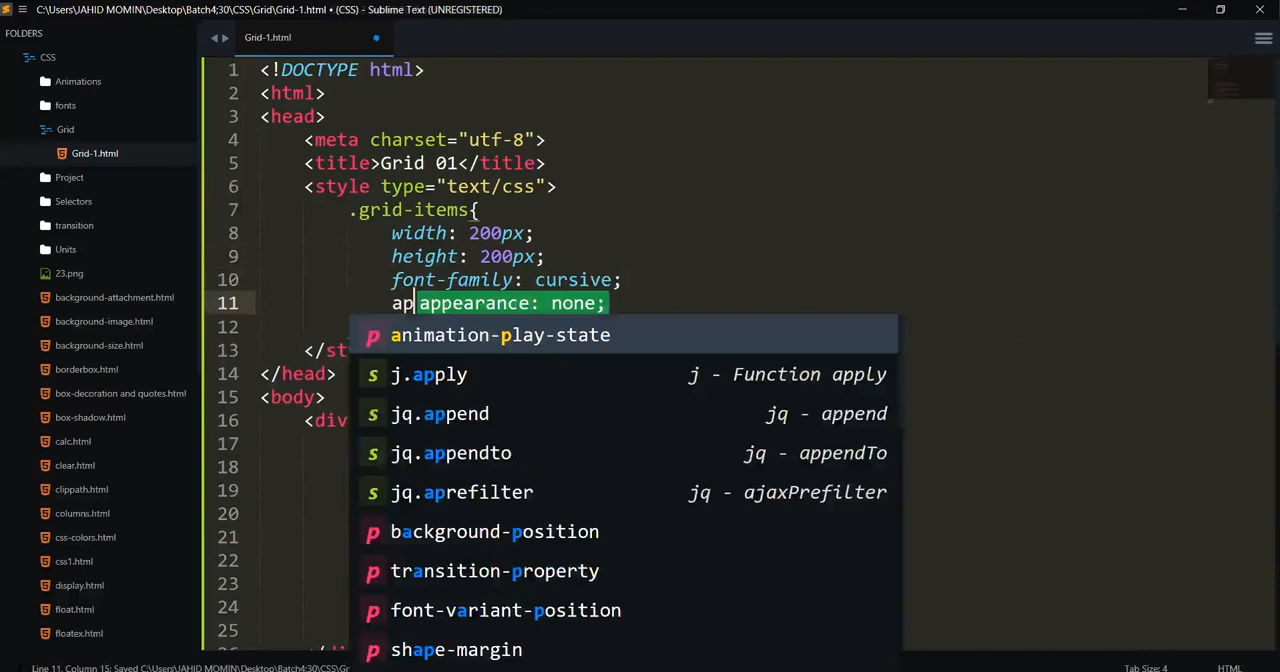 C:\Users\JAHID MOMIN\Desktop\Batch4;30\CSS\Grid\Grid-1.html • (CSS) - Sublime Text (UNREGISTERED)
FOLDERS
CSS
Animations
fonts
Grid
Grid-1.html
Project
Selectors
transition
Units
23.png
background-attachment.html
background-image.html
background-size.html
borderbox.html
box-decoration and quotes.html
box-shadow.html
calc.html
clear.html
clippath.html
columns.html
css-colors.html
css1.html
display.html
float.html
floatex.html
Grid-1.html
1 <!DOCTYPE html>
2 <html>
3 <head>
4 <meta charset="utf-8">
5 <title>Grid 01</title>
6 <style type="text/css">
7 .grid-items{
8 width: 200px;
9 height: 200px;
10 font-family: cursive;
11 ap appearance: none;
12
13 </st
14 </head>
15 <body>
16 <div
17
18
19
20
21
22
23
24
25
p animation-play-state
s j.apply j - Function apply
s jq.append jq - append
s jq.appendto jq - appendTo
s jq.aprefilter jq - ajaxPrefilter
p background-position
p transition-property
p font-variant-position
p shape-margin
Line 11, Column 15; Saved C:\Users\JAHID MOMIN\Desktop\Batch4;30\CSS\Gr
Tab Size: 4
HTML